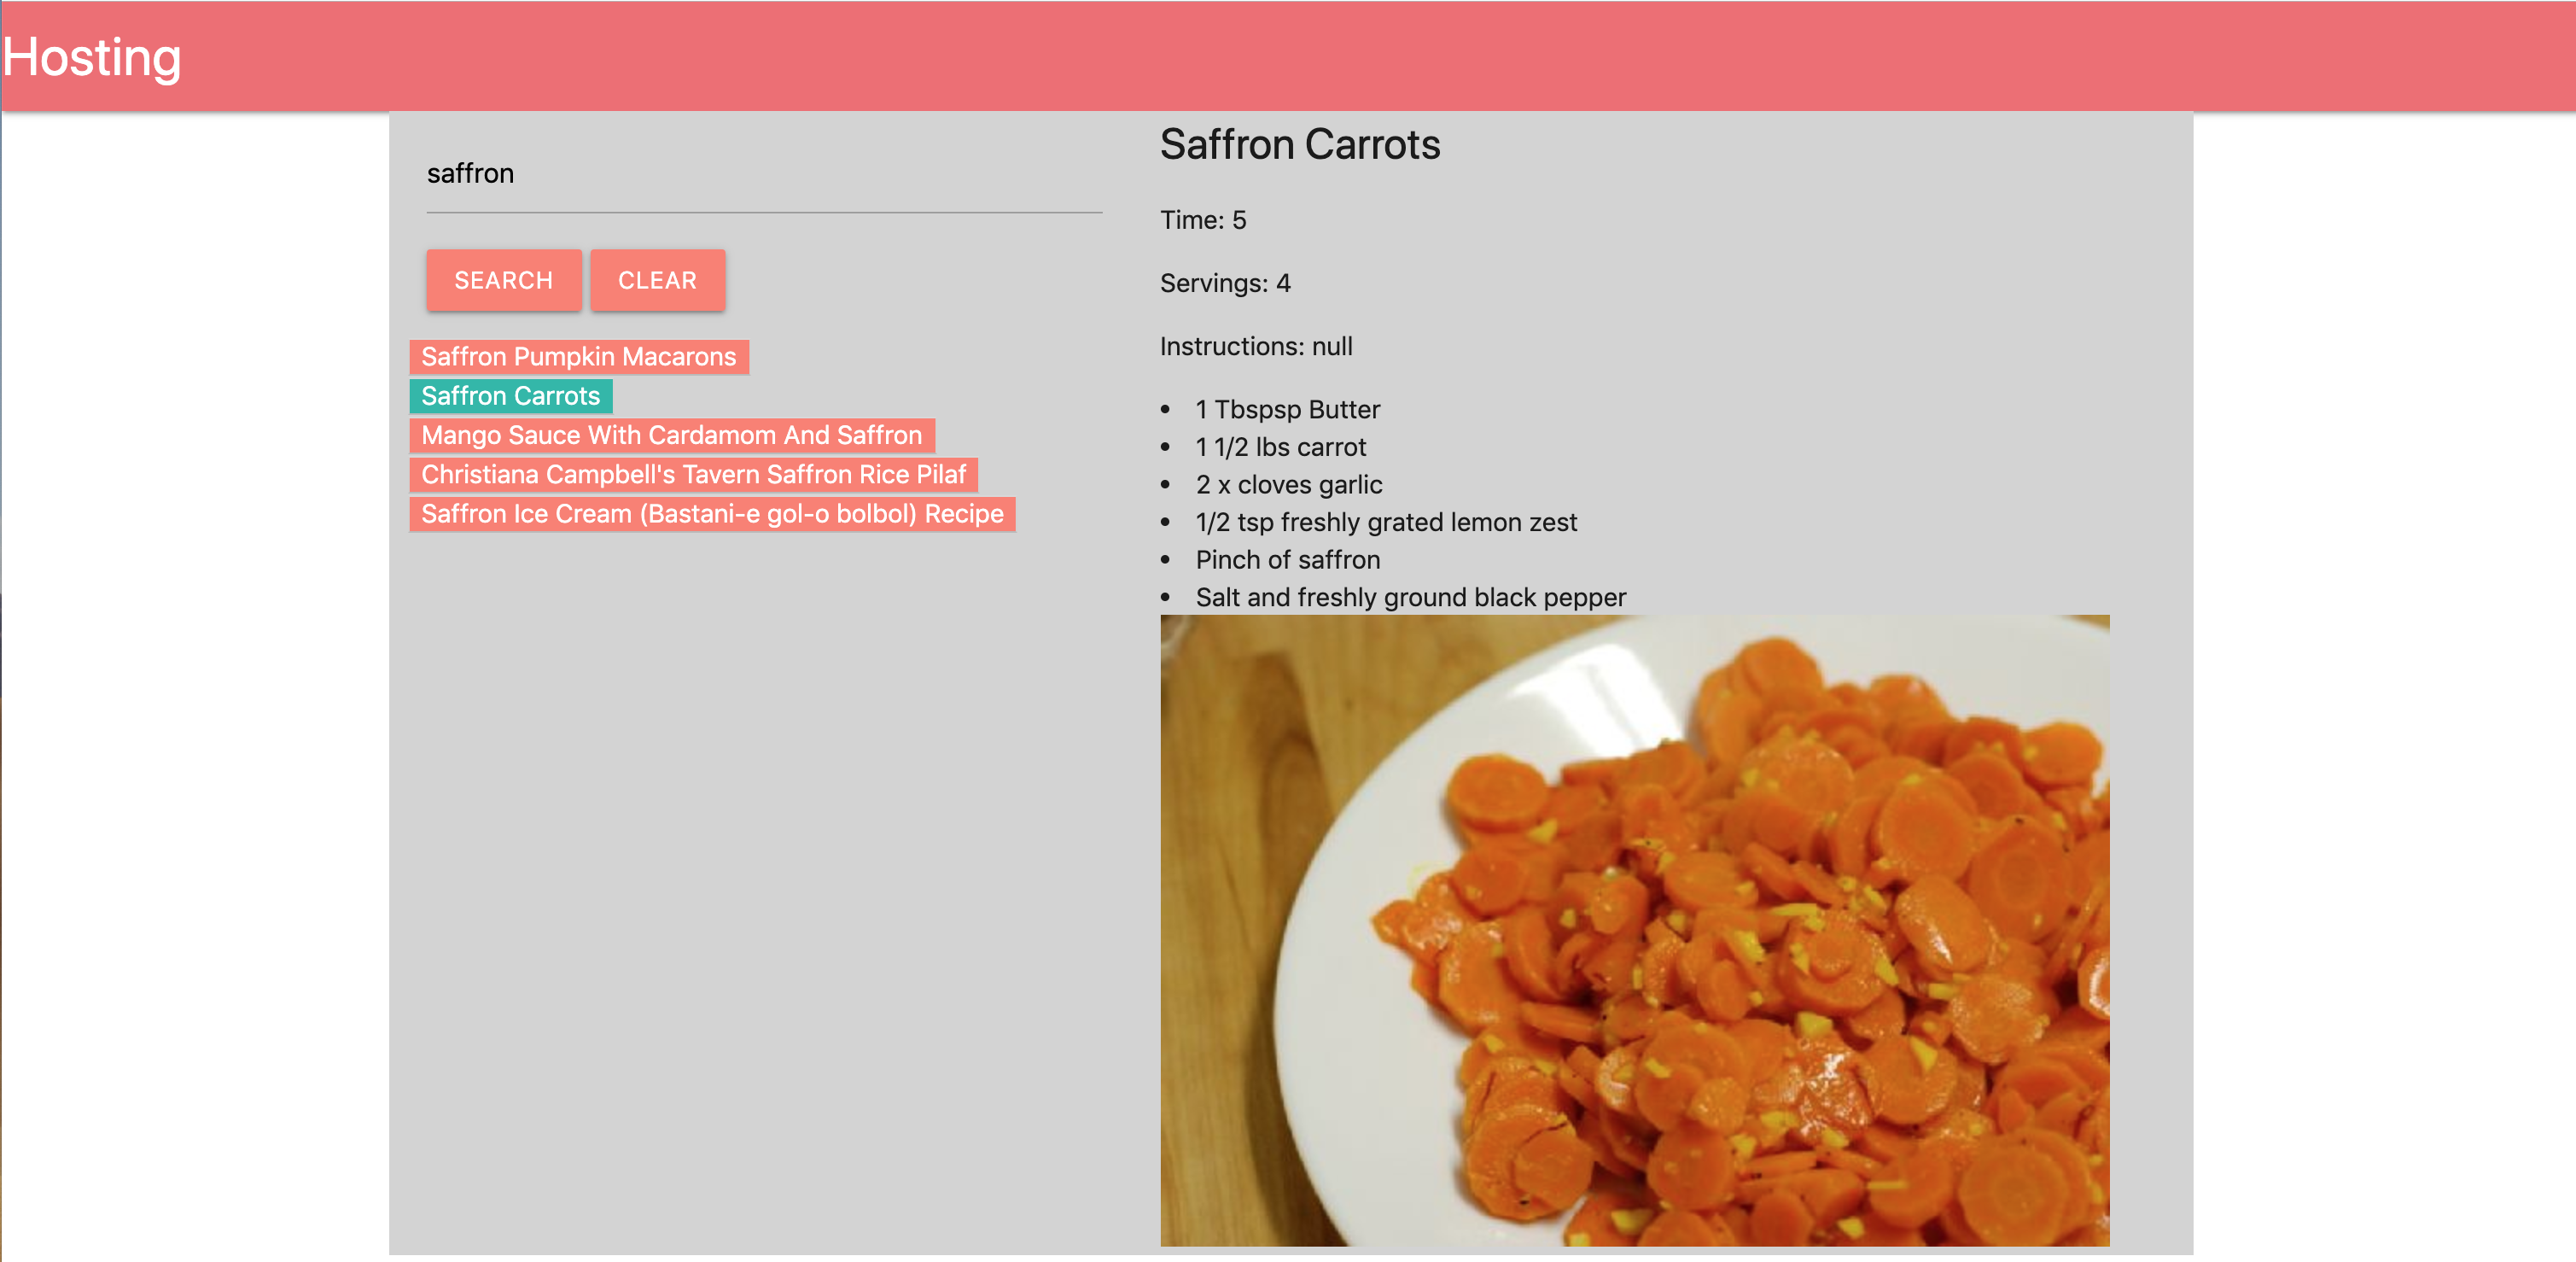 Hosting
saffron
SEARCH CLEAR
Saffron Pumpkin Macarons
Saffron Carrots
Mango Sauce With Cardamom And Saffron
Christiana Campbell's Tavern Saffron Rice Pilaf
Saffron Ice Cream (Bastani-e gol-o bolbol) Recipe
Saffron Carrots
Time: 5
Servings: 4
Instructions: null
• 1 Tbspsp Butter
• 1 1/2 lbs carrot
• 2 x cloves garlic
• 1/2 tsp freshly grated lemon zest
• Pinch of saffron
• Salt and freshly ground black pepper